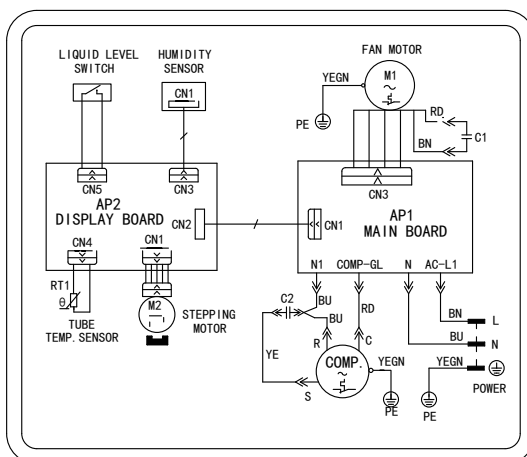 LIQUID LEVEL
SWITCH
HUMIDITY
SENSOR
CN1
FAN MOTOR
M1
YEGN
PE
RD
BN
C1
CN5
CN3
AP2
DISPLAY BOARD
CN2
CN1
CN3
AP1
MAIN BOARD
CN4
CN1
N1
COMP-GL
N
AC-L1
RT1
θ
M2
STEPPING
MOTOR
TUBE
TEMP. SENSOR
C2
BU
BU
RD
YE
R
C
S
COMP.
YEGN
PE
BN
L
BU
N
YEGN
PE
POWER